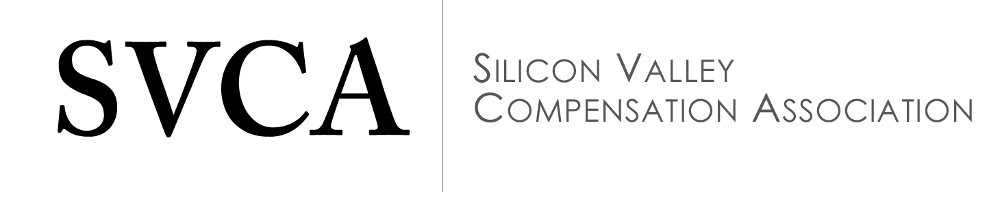 SVCA
Silicon Valley
Compensation Association